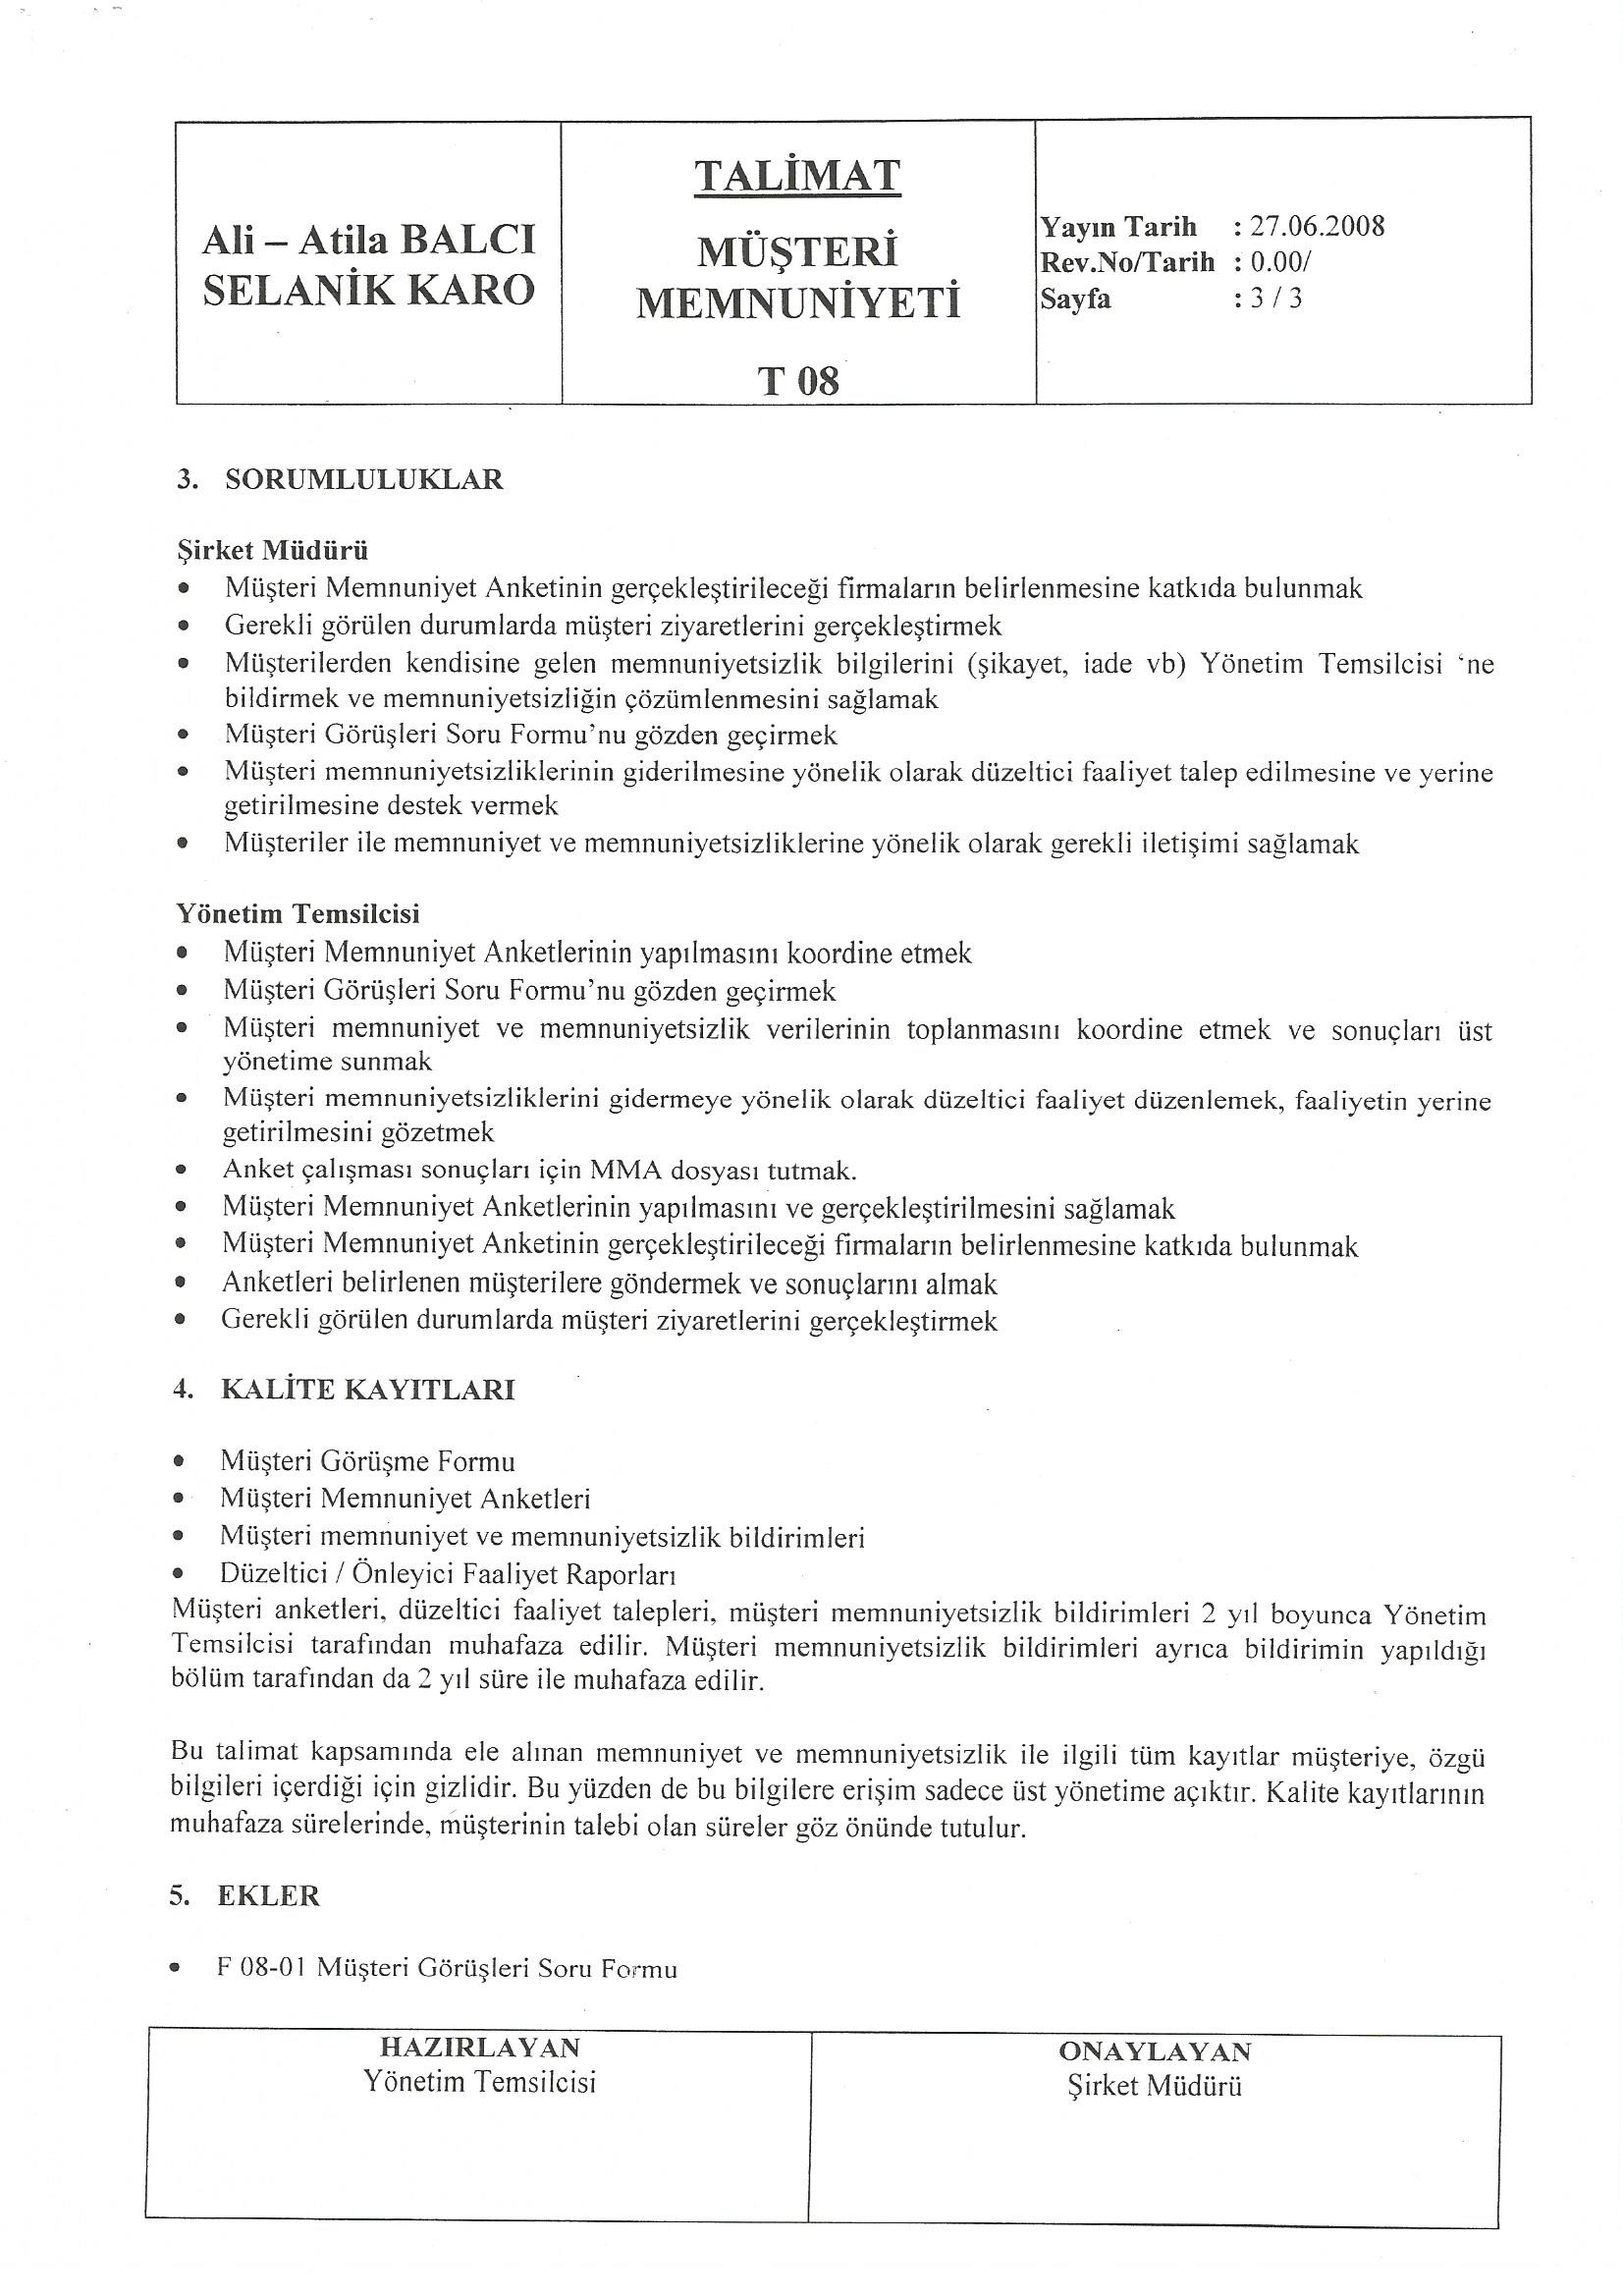 Ali – Atila BALCI
SELANİK KARO
TALİMAT
MÜŞTERİ
MEMNUNİYETİ
T 08
Yayın Tarih : 27.06.2008
Rev.No/Tarih : 0.00/
Sayfa : 3 / 3
3. SORUMLULUKLAR
Şirket Müdürü
• Müşteri Memnuniyet Anketinin gerçekleştirileceği firmaların belirlenmesine katkıda bulunmak
• Gerekli görülen durumlarda müşteri ziyaretlerini gerçekleştirmek
• Müşterilerden kendisine gelen memnuniyetsizlik bilgilerini (şikayet, iade vb) Yönetim Temsilcisi ‘ne
bildirmek ve memnuniyetsizliğin çözümlenmesini sağlamak
• Müşteri Görüşleri Soru Formu’nu gözden geçirmek
• Müşteri memnuniyetsizliklerinin giderilmesine yönelik olarak düzeltici faaliyet talep edilmesine ve yerine
getirilmesine destek vermek
• Müşteriler ile memnuniyet ve memnuniyetsizliklerine yönelik olarak gerekli iletişimi sağlamak
Yönetim Temsilcisi
• Müşteri Memnuniyet Anketlerinin yapılmasını koordine etmek
• Müşteri Görüşleri Soru Formu’nu gözden geçirmek
• Müşteri memnuniyet ve memnuniyetsizlik verilerinin toplanmasını koordine etmek ve sonuçları üst
yönetime sunmak
• Müşteri memnuniyetsizliklerini gidermeye yönelik olarak düzeltici faaliyet düzenlemek, faaliyetin yerine
getirilmesini gözetmek
• Anket çalışması sonuçları için MMA dosyası tutmak.
• Müşteri Memnuniyet Anketlerinin yapılmasını ve gerçekleştirilmesini sağlamak
• Müşteri Memnuniyet Anketinin gerçekleştirileceği firmaların belirlenmesine katkıda bulunmak
• Anketleri belirlenen müşterilere göndermek ve sonuçlarını almak
• Gerekli görülen durumlarda müşteri ziyaretlerini gerçekleştirmek
4. KALİTE KAYITLARI
• Müşteri Görüşme Formu
• Müşteri Memnuniyet Anketleri
• Müşteri memnuniyet ve memnuniyetsizlik bildirimleri
• Düzeltici / Önleyici Faaliyet Raporları
Müşteri anketleri, düzeltici faaliyet talepleri, müşteri memnuniyetsizlik bildirimleri 2 yıl boyunca Yönetim
Temsilcisi tarafından muhafaza edilir. Müşteri memnuniyetsizlik bildirimleri ayrıca bildirimin yapıldığı
bölüm tarafından da 2 yıl süre ile muhafaza edilir.
Bu talimat kapsamında ele alınan memnuniyet ve memnuniyetsizlik ile ilgili tüm kayıtlar müşteriye, özgü
bilgileri içerdiği için gizlidir. Bu yüzden de bu bilgilere erişim sadece üst yönetime açıktır. Kalite kayıtlarının
muhafaza sürelerinde, müşterinin talebi olan süreler göz önünde tutulur.
5. EKLER
• F 08-01 Müşteri Görüşleri Soru Formu
HAZIRLAYAN
Yönetim Temsilcisi
ONAYLAYAN
Şirket Müdürü